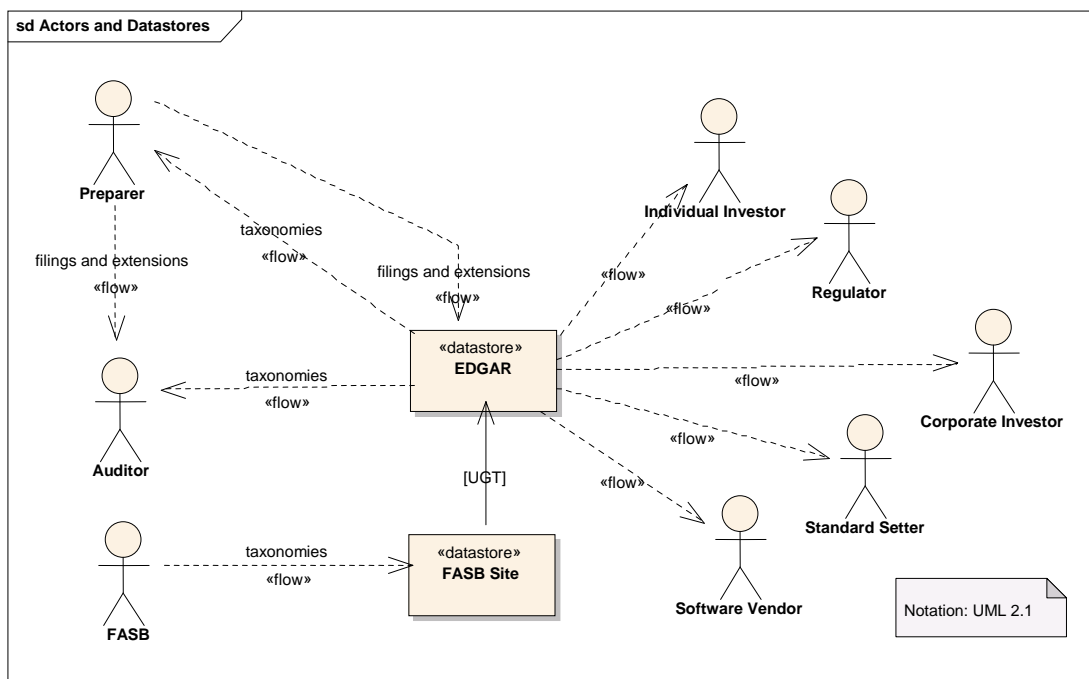 sd Actors and Datastores
Preparer
Individual Investor
Regulator
taxonomies
«flow»
filings and extensions
«flow»
filings and extensions
«flow»
«flow»
«flow»
«datastore»
EDGAR
«flow»
Corporate Investor
taxonomies
«flow»
Auditor
«flow»
Standard Setter
«flow»
[UGT]
«datastore»
FASB Site
taxonomies
«flow»
FASB
Software Vendor
Notation: UML 2.1